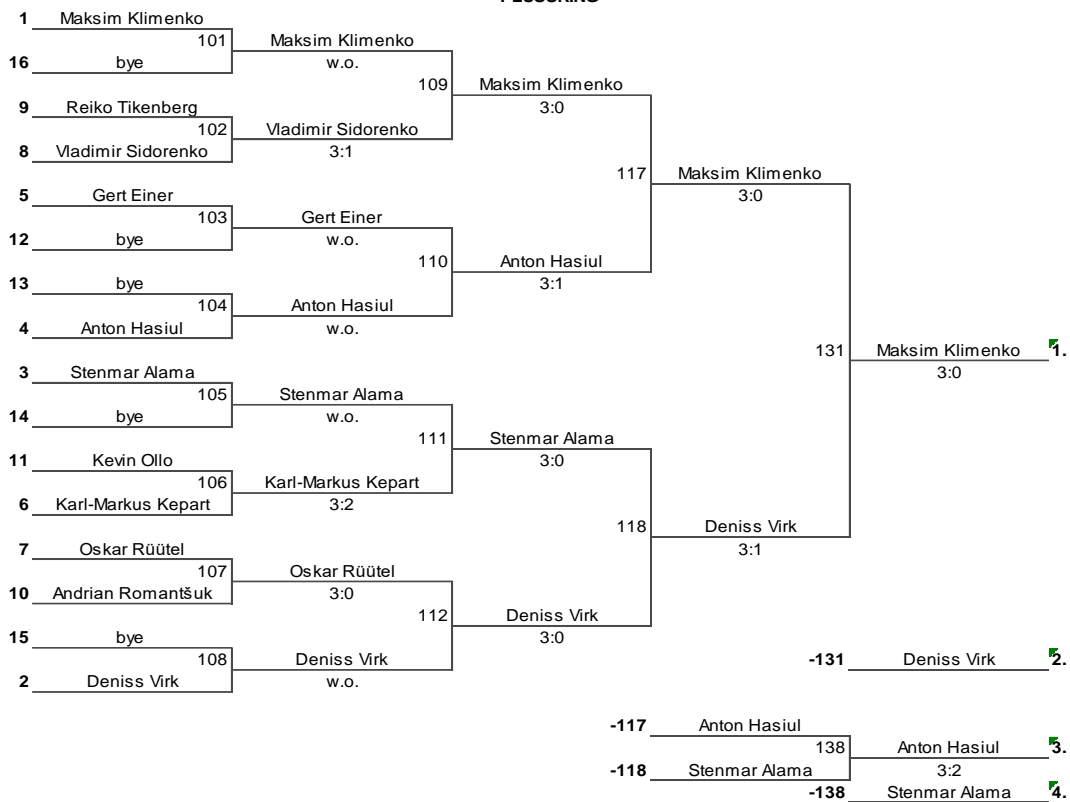 PLUSSRING
1 Maksim Klimenko
101 Maksim Klimenko
16 bye w.o.
109 Maksim Klimenko
9 Reiko Tikenberg 3:0
102 Vladimir Sidorenko
8 Vladimir Sidorenko 3:1
117 Maksim Klimenko
5 Gert Einer 3:0
103 Gert Einer
12 bye w.o.
110 Anton Hasiul
13 bye 3:1
104 Anton Hasiul
4 Anton Hasiul w.o.
131 Maksim Klimenko 1.
3 Stenmar Alama 3:0
105 Stenmar Alama
14 bye w.o.
111 Stenmar Alama
11 Kevin Ollo 3:0
106 Karl-Markus Kepart
6 Karl-Markus Kepart 3:2
118 Deniss Virk
7 Oskar Rüütel 3:1
107 Oskar Rüütel
10 Andrian Romantšuk 3:0
112 Deniss Virk
15 bye 3:0
108 Deniss Virk -131 Deniss Virk 2.
2 Deniss Virk w.o.
-117 Anton Hasiul
138 Anton Hasiul 3.
-118 Stenmar Alama 3:2
-138 Stenmar Alama 4.